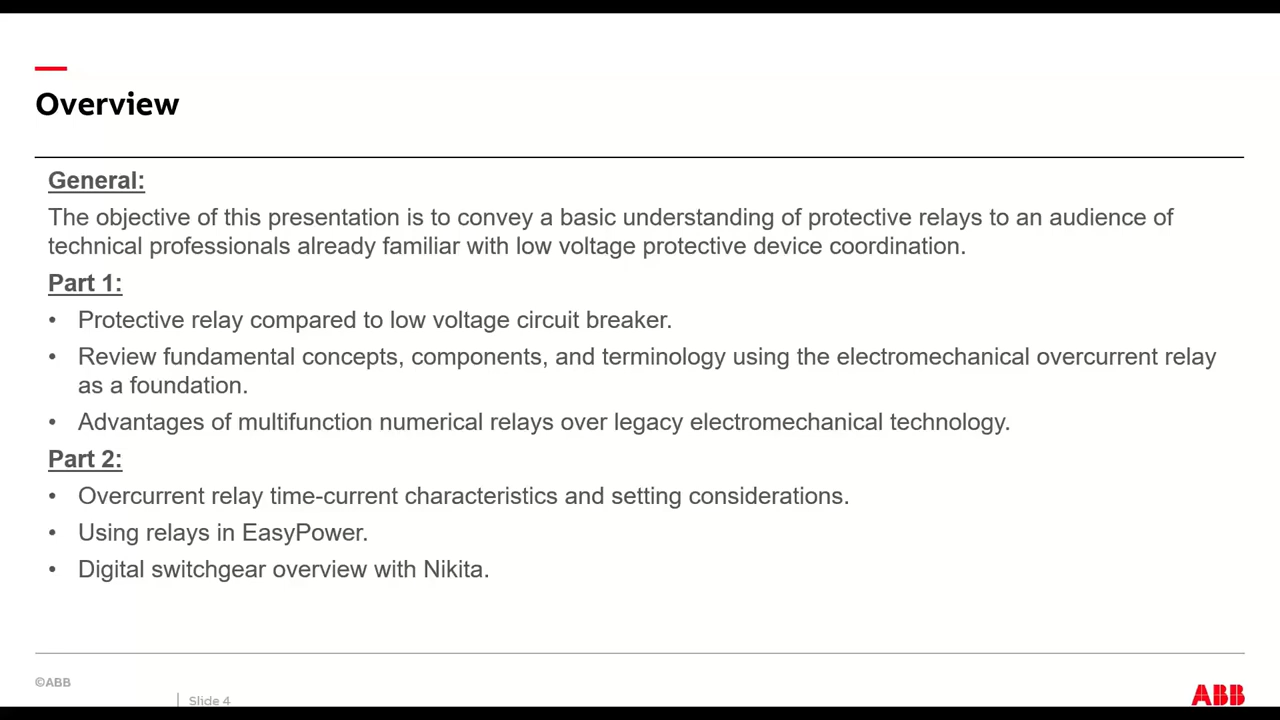 Overview
General:
The objective of this presentation is to convey a basic understanding of protective relays to an audience of
technical professionals already familiar with low voltage protective device coordination.
Part 1:
• Protective relay compared to low voltage circuit breaker.
• Review fundamental concepts, components, and terminology using the electromechanical overcurrent relay
as a foundation.
• Advantages of multifunction numerical relays over legacy electromechanical technology.
Part 2:
• Overcurrent relay time-current characteristics and setting considerations.
• Using relays in EasyPower.
• Digital switchgear overview with Nikita.
©ABB
Slide 4
ABB